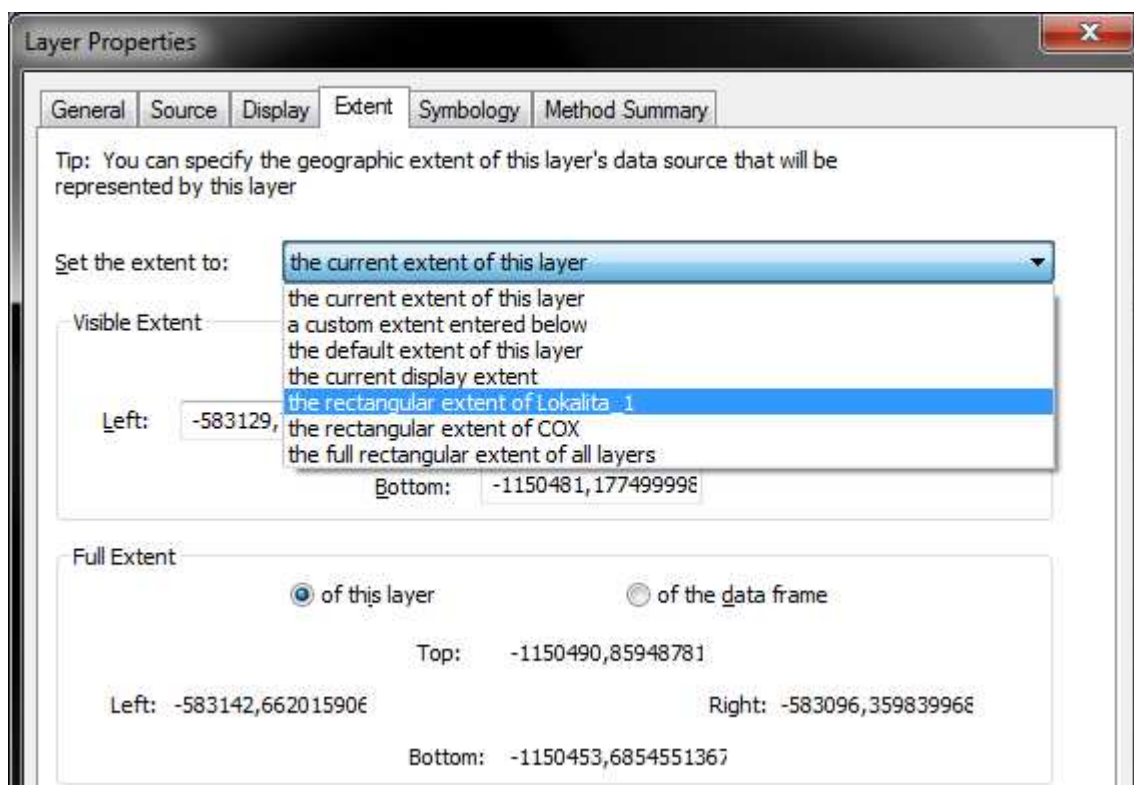 Layer Properties
General Source Display Extent Symbology Method Summary
Tip: You can specify the geographic extent of this layer's data source that will be
represented by this layer
Set the extent to: the current extent of this layer
the current extent of this layer
a custom extent entered below
the default extent of this layer
the current display extent
the rectangular extent of Lokalita_1
the rectangular extent of COX
the full rectangular extent of all layers
Visible Extent
Left: -583129,
Bottom: -1150481,177499998
Full Extent
of this layer of the data frame
Top: -1150490,85948781
Left: -583142,662015906 Right: -583096,359839968
Bottom: -1150453,6854551367